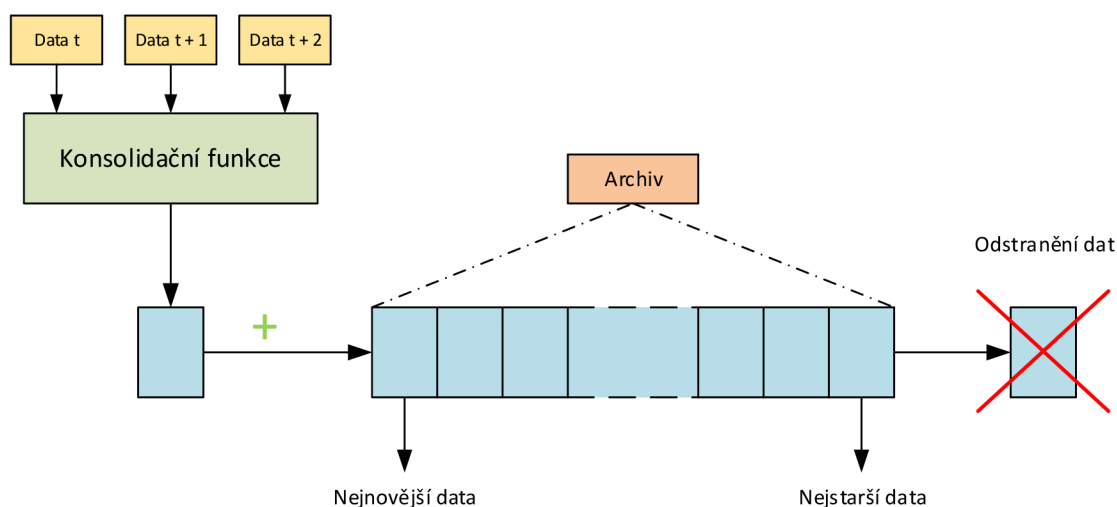 Data t
Data t + 1
Data t + 2
Konsolidační funkce
Archiv
Odstranění dat
+
Nejnovější data
Nejstarší data